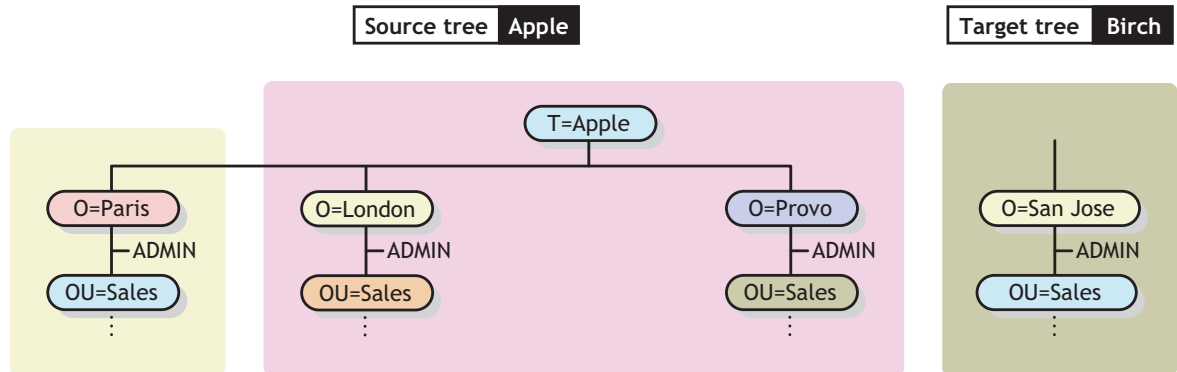 Source tree Apple
Target tree Birch
T=Apple
O=Paris
O=London
O=Provo
O=San Jose
ADMIN
ADMIN
ADMIN
ADMIN
OU=Sales
OU=Sales
OU=Sales
OU=Sales